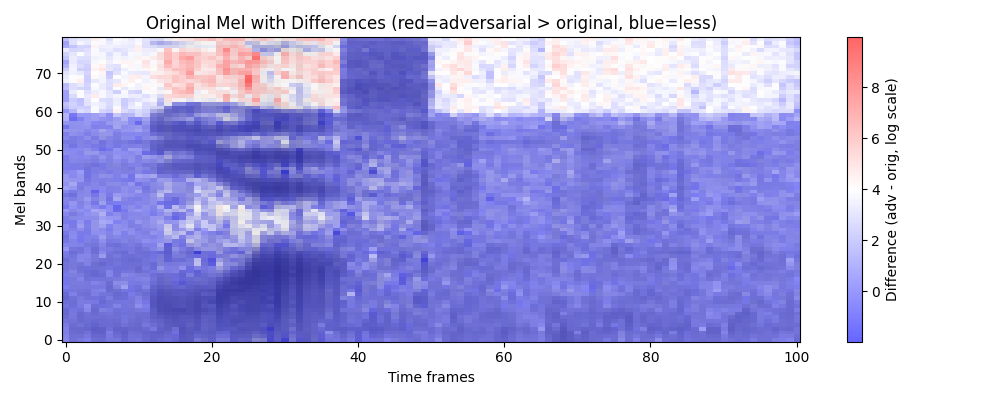 Original Mel with Differences (red=adversarial > original, blue=less)
Mel bands
70
60
50
40
30
20
10
0
0 20 40 60 80 100
Time frames
8
6
4
2
0
Difference (adv - orig, log scale)